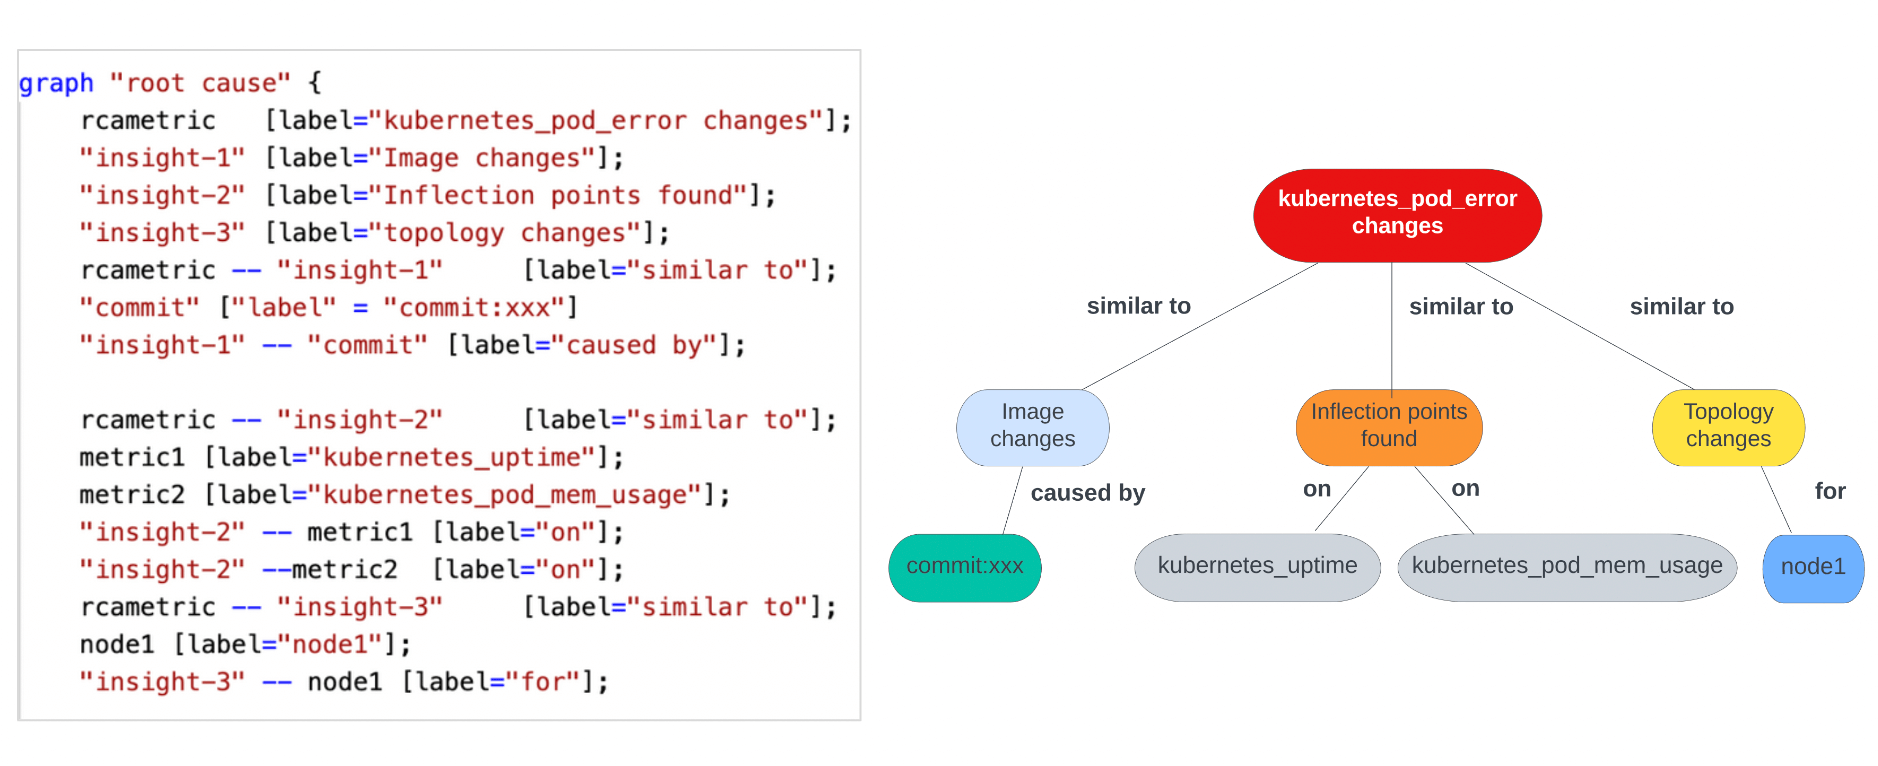 graph "root cause" {
    rcametric   [label="kubernetes_pod_error changes"];
    "insight-1" [label="Image changes"];
    "insight-2" [label="Inflection points found"];
    "insight-3" [label="topology changes"];
    rcametric -- "insight-1"     [label="similar to"];
    "commit" ["label" = "commit:xxx"]
    "insight-1" -- "commit" [label="caused by"];

    rcametric -- "insight-2"     [label="similar to"];
    metric1 [label="kubernetes_uptime"];
    metric2 [label="kubernetes_pod_mem_usage"];
    "insight-2" -- metric1 [label="on"];
    "insight-2" --metric2  [label="on"];
    rcametric -- "insight-3"     [label="similar to"];
    node1 [label="node1"];
    "insight-3" -- node1 [label="for"];
kubernetes_pod_error
changes
similar to
similar to
similar to
Image
changes
Inflection points
found
Topology
changes
caused by
on
on
for
commit:xxx
kubernetes_uptime
kubernetes_pod_mem_usage
node1